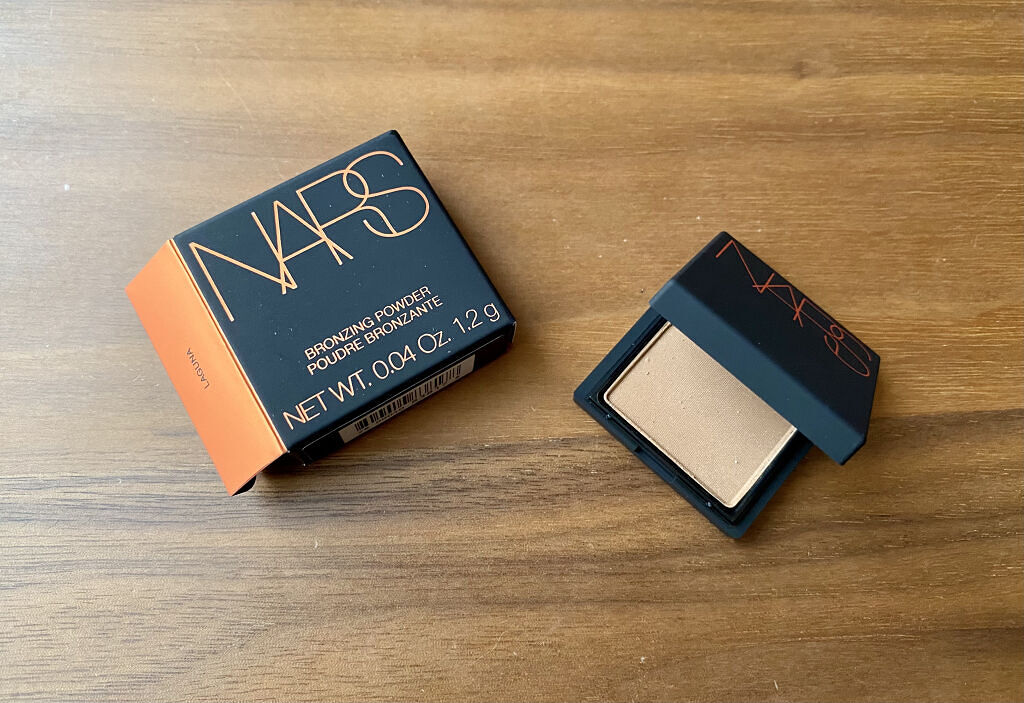 NARS
BRONZING POWDER
POUDRE BRONZANTE
NET WT. 0.04 Oz. 1.2 g
LAGUNA
NARS